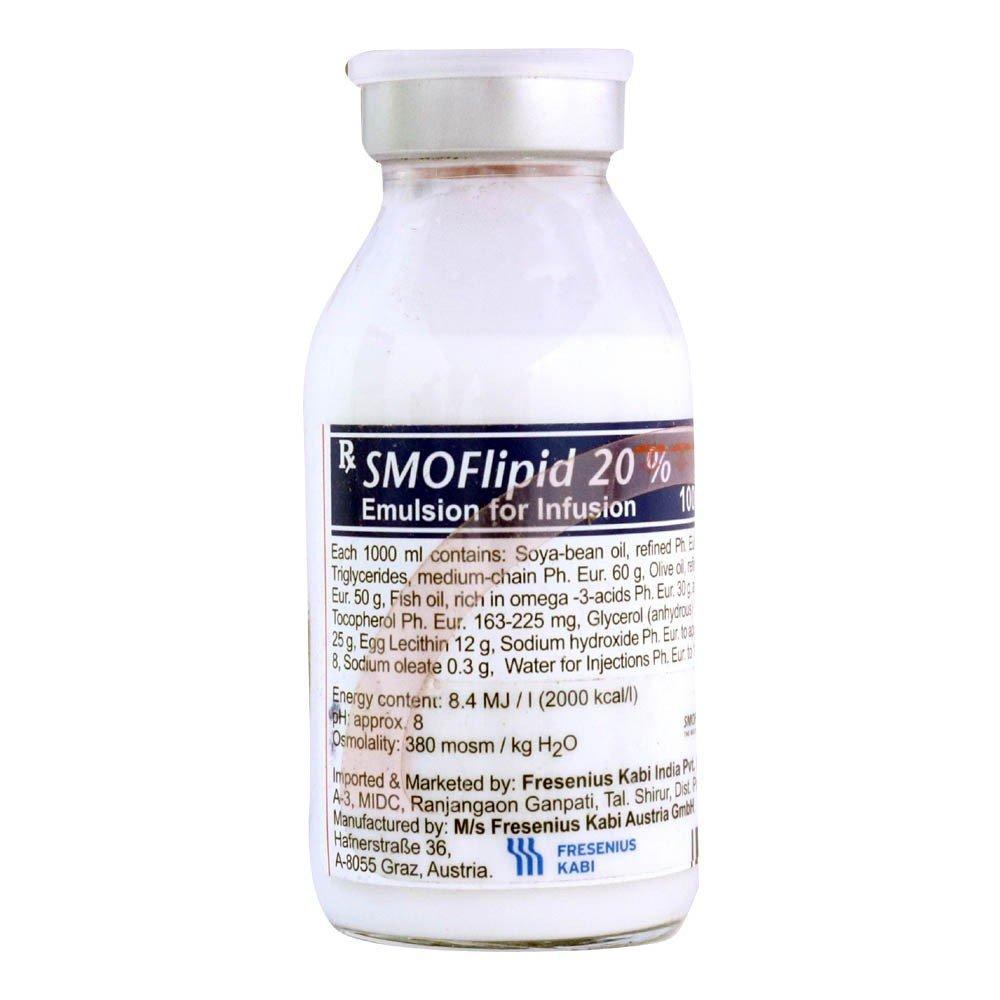 Rx SMOFlipid 20 %
Emulsion for Infusion 100
Each 1000 ml contains: Soya-bean oil, refined Ph.
Triglycerides, medium-chain Ph. Eur. 60 g, Olive oil,
Eur. 50 g, Fish oil, rich in omega -3-acids Ph. Eur. 30 g,
Tocopherol Ph. Eur. 163-225 mg, Glycerol (anhydrous
25 g, Egg Lecithin 12 g, Sodium hydroxide Ph. Eur. to
8, Sodium oleate 0.3 g, Water for Injections Ph. Eur. to
Energy content: 8.4 MJ / l (2000 kcal/l)
pH: approx. 8
Osmolality: 380 mosm / kg H2O
Imported & Marketed by: Fresenius Kabi India Pvt.
A-3, MIDC, Ranjangaon Ganpati, Tal. Shirur, Dist.
Manufactured by: M/s Fresenius Kabi Austria GmbH,
Hafnerstraße 36,
A-8055 Graz, Austria.
FRESENIUS
KABI